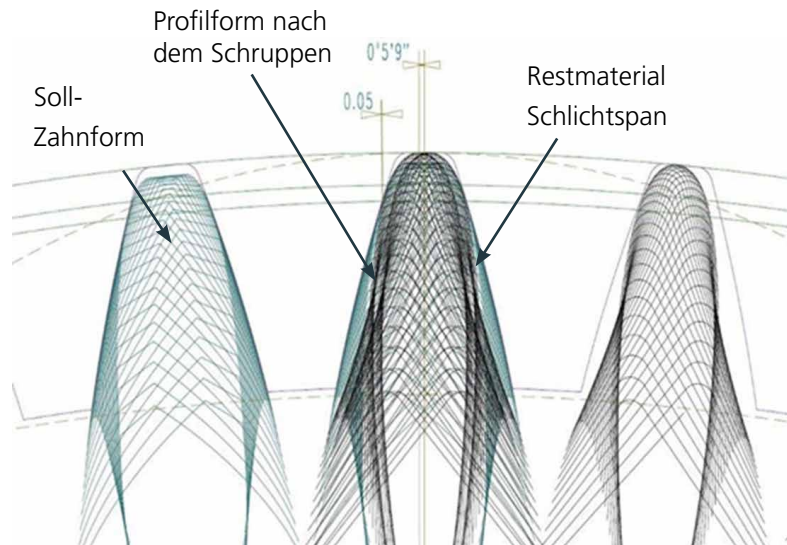 Profilform nach
dem Schruppen
0°5'9"
Restmaterial
Schlichtspan
Soll-
Zahnform
0.05